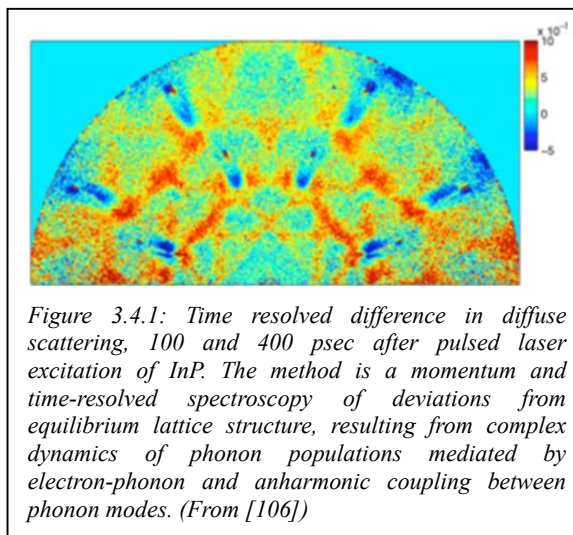 x 10⁻³
10
5
0
-5
Figure 3.4.1: Time resolved difference in diffuse
scattering, 100 and 400 psec after pulsed laser
excitation of InP. The method is a momentum and
time-resolved spectroscopy of deviations from
equilibrium lattice structure, resulting from complex
dynamics of phonon populations mediated by
electron-phonon and anharmonic coupling between
phonon modes. (From [106])